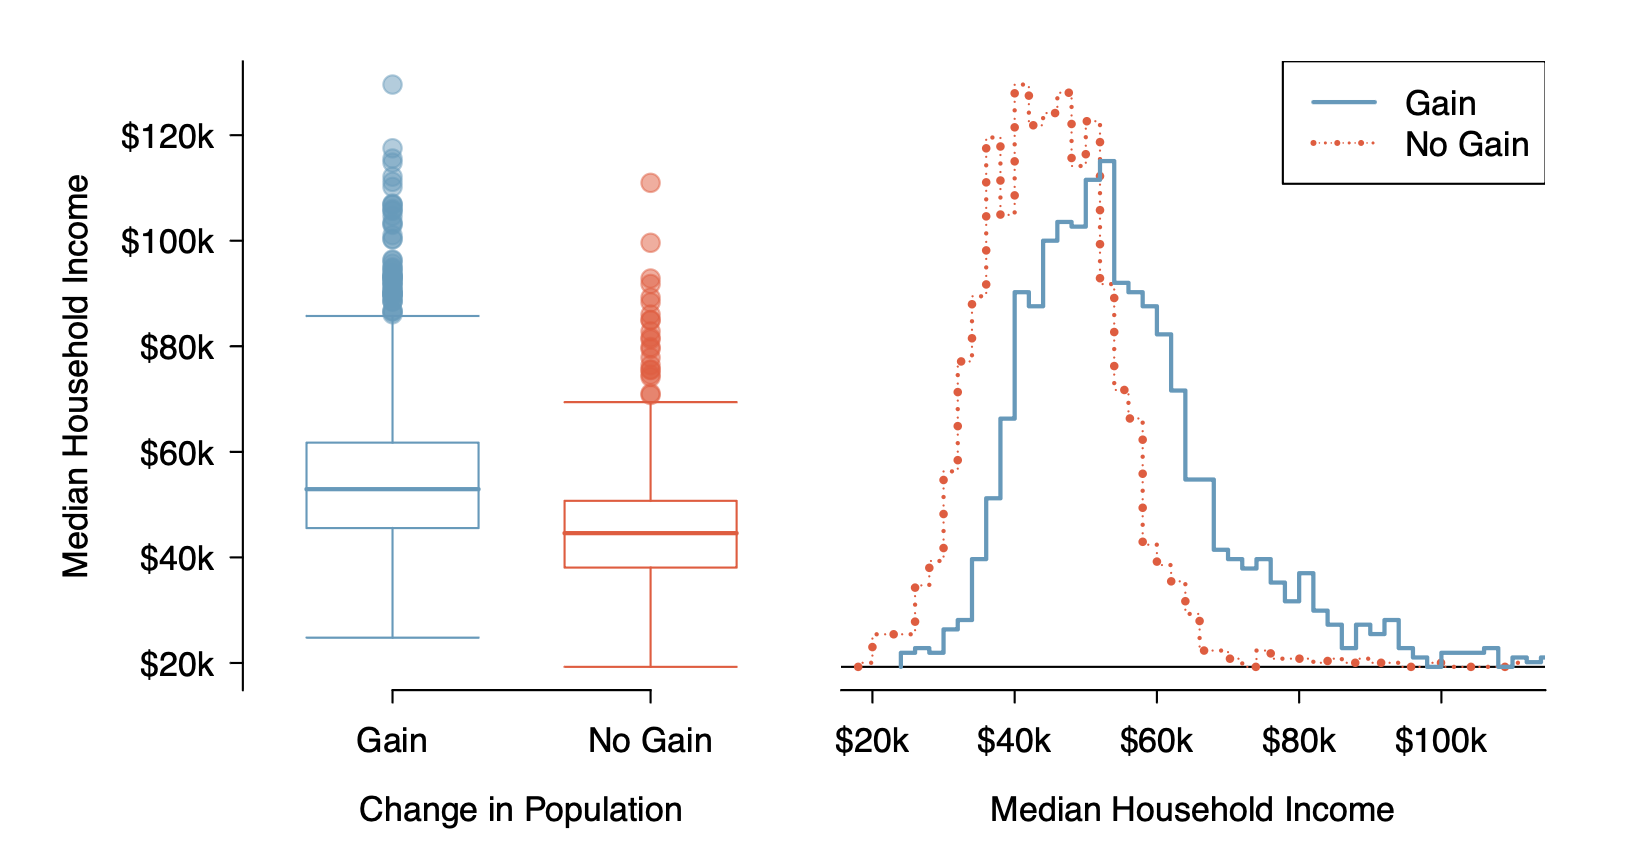 Median Household Income
$120k
$100k
$80k
$60k
$40k
$20k
Gain
No Gain
Change in Population
Gain
No Gain
$20k
$40k
$60k
$80k
$100k
Median Household Income